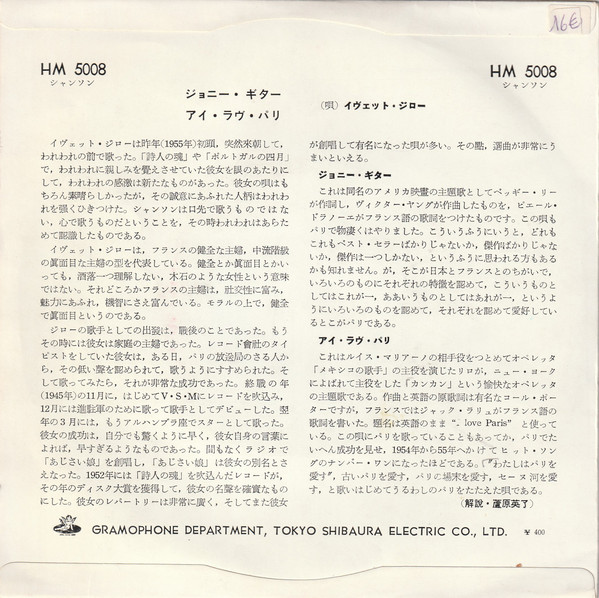 16€
HM 5008
シャンソン
HM 5008
シャンソン
ジョニー・ギター
アイ・ラヴ・パリ
(唄) イヴェット・ジロー
イヴェット・ジローは昨年(1955年)初頭，突然來朝して，
われわれの前で歌った。「詩人の魂」や「ポルトガルの四月」
で，われわれに親しみを覺えさせていた彼女を眼のあたりに
して，われわれの感激は新たなものがあった。彼女の唄はも
ちろん素晴らしかったが，その誠意にあふれた人柄はわれわ
れを强くひきつけた。シャンソンは口先で歌うものではな
い，心で歌うものだということを，その時われわれはあらた
めて認識したものである。
イヴェット・ジローは，フランスの健全な主婦，中流階級
の眞面目な主婦の型を代表している。健全とか眞面目とかい
っても，洒落一つ理解しない，木石のような女性という意味
ではない。それどころかフランスの主婦は，社交性に富み，
魅力にあふれ，機智にさえ富んでいる。モラルの上で，健全
で眞面目というのである。
ジローの歌手としての出發は，戰後のことであった。もう
その時には彼女は家庭の主婦であった。レコード會社のタイ
ピストをしていた彼女は，ある日，パリの放送局のさる人か
ら，その低い聲を認められて，歌うようにすすめられた。そ
して歌ってみたら，それが非常な成功であった。終戰の年
(1945年)の11月に，はじめてV・S・Mにレコードを吹込み，
12月には進駐軍のために歌って歌手としてデビューした。翌
年の3月には，もうアルハンブラ座でスターとして歌った。
彼女の成功は，自分でも驚くように早く，彼女自身の言葉に
よれば，早すぎるようなものであった。間もなくラジオで
「あじさい娘」を創唱し，「あじさい娘」は彼女の別名とさ
えなった。1952年には「詩人の魂」を吹込んだレコードが，
その年のディスク大賞を獲得して，彼女の名聲を確實なもの
にした。彼女のレパートリーは非常に廣く，そしてまた彼女
が創唱して有名になった唄が多い。その點，選曲が非常にう
まいといえる。
ジョニー・ギター
これは同名のアメリカ映畫の主題歌としてペッギー・リー
が作詞し，ヴィクター・ヤングが作曲したものを，ピエール・
ドラノーニがフランス語の歌詞をつけたものです。この唄も
パリで物凄くはやりました。こういうふうにいうと，どれも
これもベスト・セラーばかりじゃないか，傑作ばかりじゃな
いか，傑作は一つしかない，というふうに思われる方もある
かも知れません。が，そこが日本とフランスとのちがいで，
いろいろのものにそれぞれの特徵を認めて，こういうものと
してはこれが一，ああいうものとしてはあれが一，というよ
うにいろいろのものを認めて，それぞれを認めて愛好してい
るとこがパリである。
アイ・ラヴ・パリ
これはルイス・マリアーノの相手役をつとめてオペレッタ
「メキシコの歌手」の主役を演じたリロが，ニュー・ヨーク
によばれて主役をした「カンカン」という愉快なオペレッタ
の主題歌である。作曲と英語の原歌詞は有名なコール・ポー
ターですが，フランスではジャック・ラリュがフランス語の
歌詞を書いた。題名は英語のまま“. love Paris” と使って
いる。この唄にパリを歌っていることもあってか，パリでた
いへん成功を見せ，1954年から55年へかけてヒット・ソン
グのナンバー・ワンになったほどである。“わたしはパリを
愛す”，古いパリを愛す，パリの場末を愛す，セーヌ河を愛
す，と歌いはじめてうるわしのパリをたたえた唄である。
(解說・蘆原英了)
GRAMOPHONE DEPARTMENT, TOKYO SHIBAURA ELECTRIC CO., LTD. ¥ 400